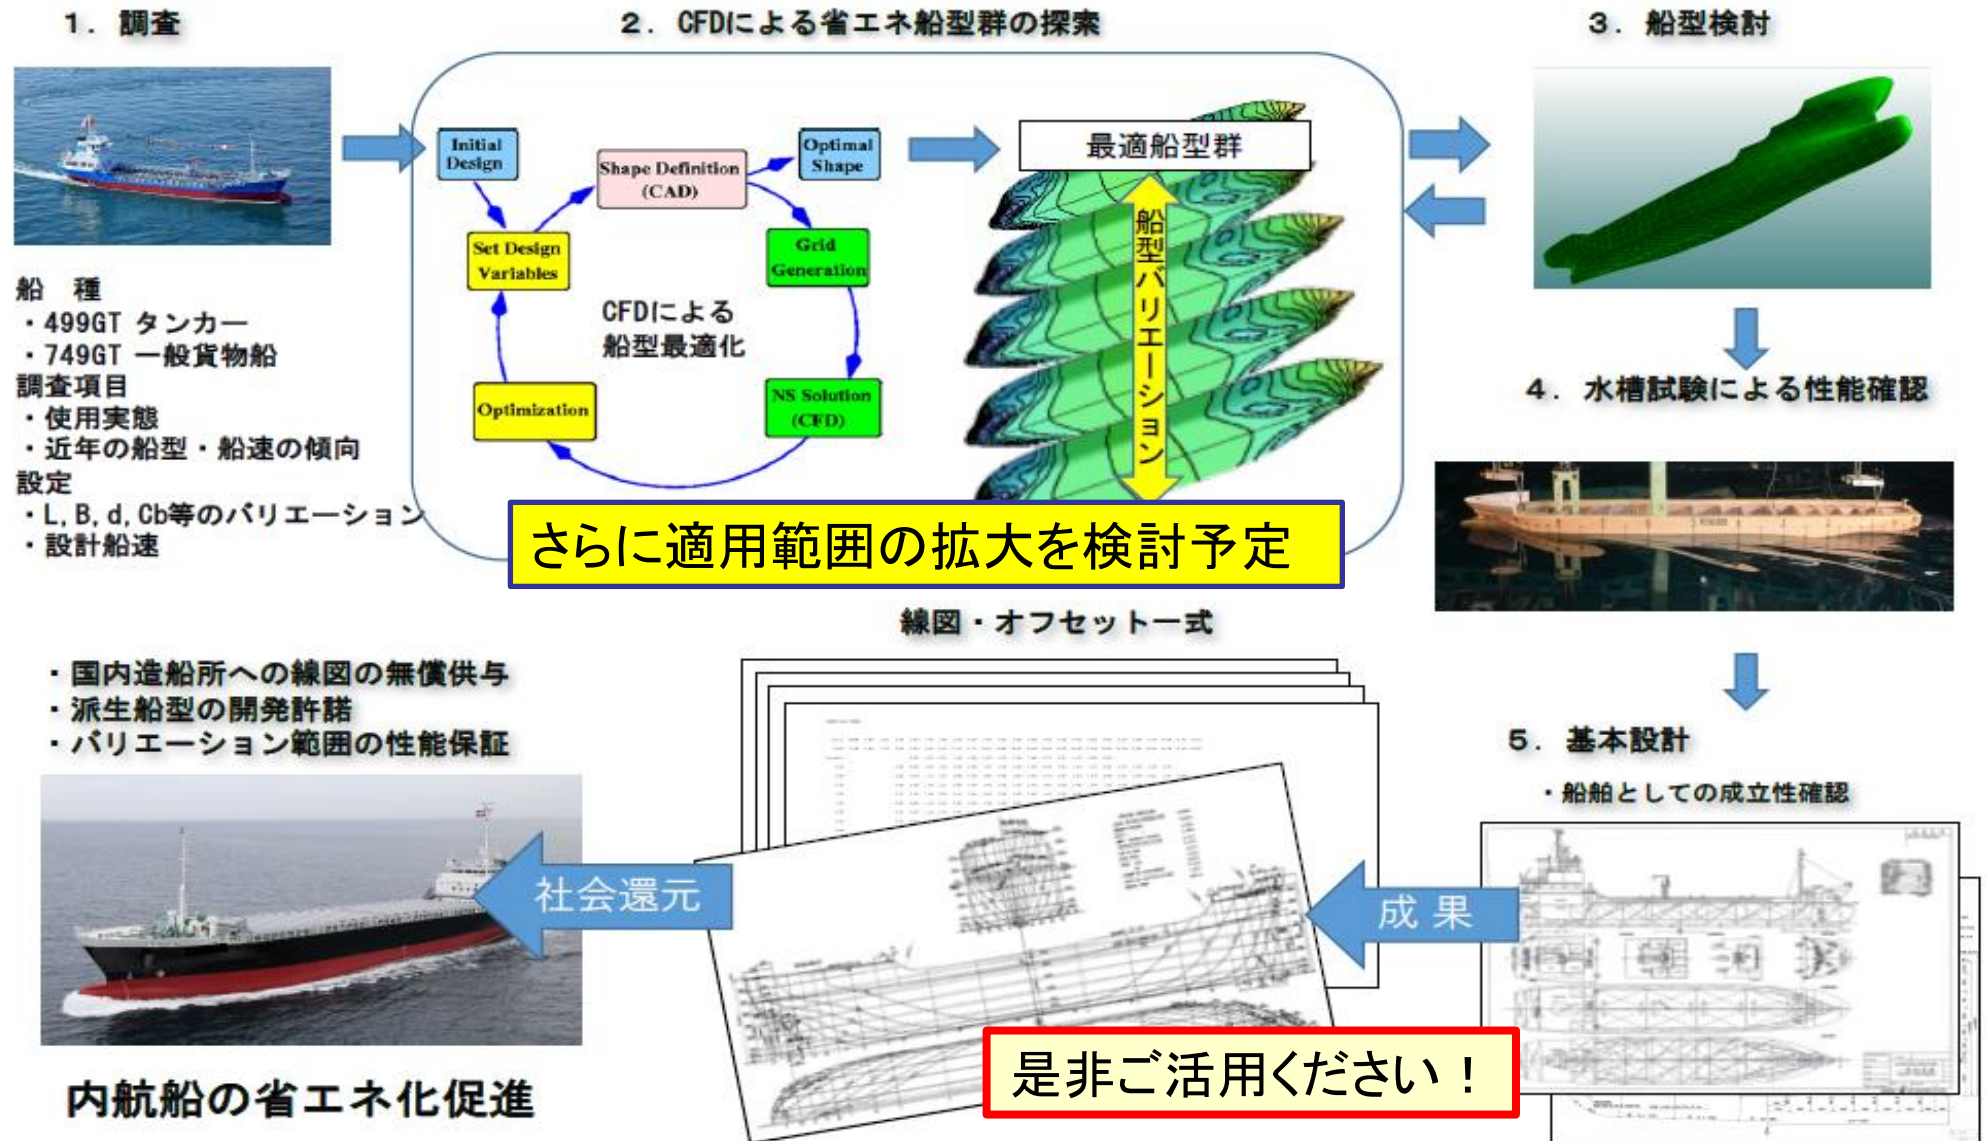 1. 調査
2. CFDによる省エネ船型群の探索
3. 船型検討
Initial
Design
Shape Definition
(CAD)
Optimal
Shape
Set Design
Variables
Grid
Generation
CFDによる
船型最適化
Optimization
NS Solution
(CFD)
最適船型群
船型バリエーション
船 種
・499GT タンカー
・749GT 一般貨物船
調査項目
・使用実態
・近年の船型・船速の傾向
設定
・L, B, d, Cb等のバリエーション
・設計船速
さらに適用範囲の拡大を検討予定
4. 水槽試験による性能確認
5. 基本設計
・船舶としての成立性確認
成 果
線図・オフセット一式
是非ご活用ください！
社会還元
・国内造船所への線図の無償供与
・派生船型の開発許諾
・バリエーション範囲の性能保証
内航船の省エネ化促進